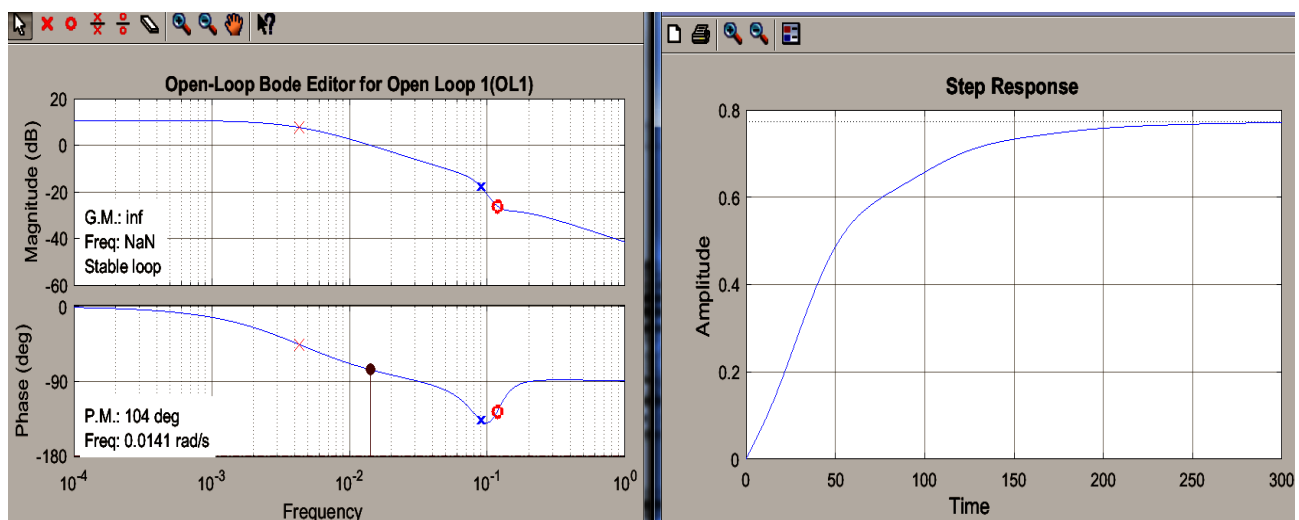 Open-Loop Bode Editor for Open Loop 1(OL1)
20
0
-20
-40
-60
Magnitude (dB)
G.M.: inf
Freq: NaN
Stable loop
0
-90
-180
Phase (deg)
P.M.: 104 deg
Freq: 0.0141 rad/s
10^-4
10^-3
10^-2
10^-1
10^0
Frequency
Step Response
0.8
0.6
0.4
0.2
0
Amplitude
0
50
100
150
200
250
300
Time